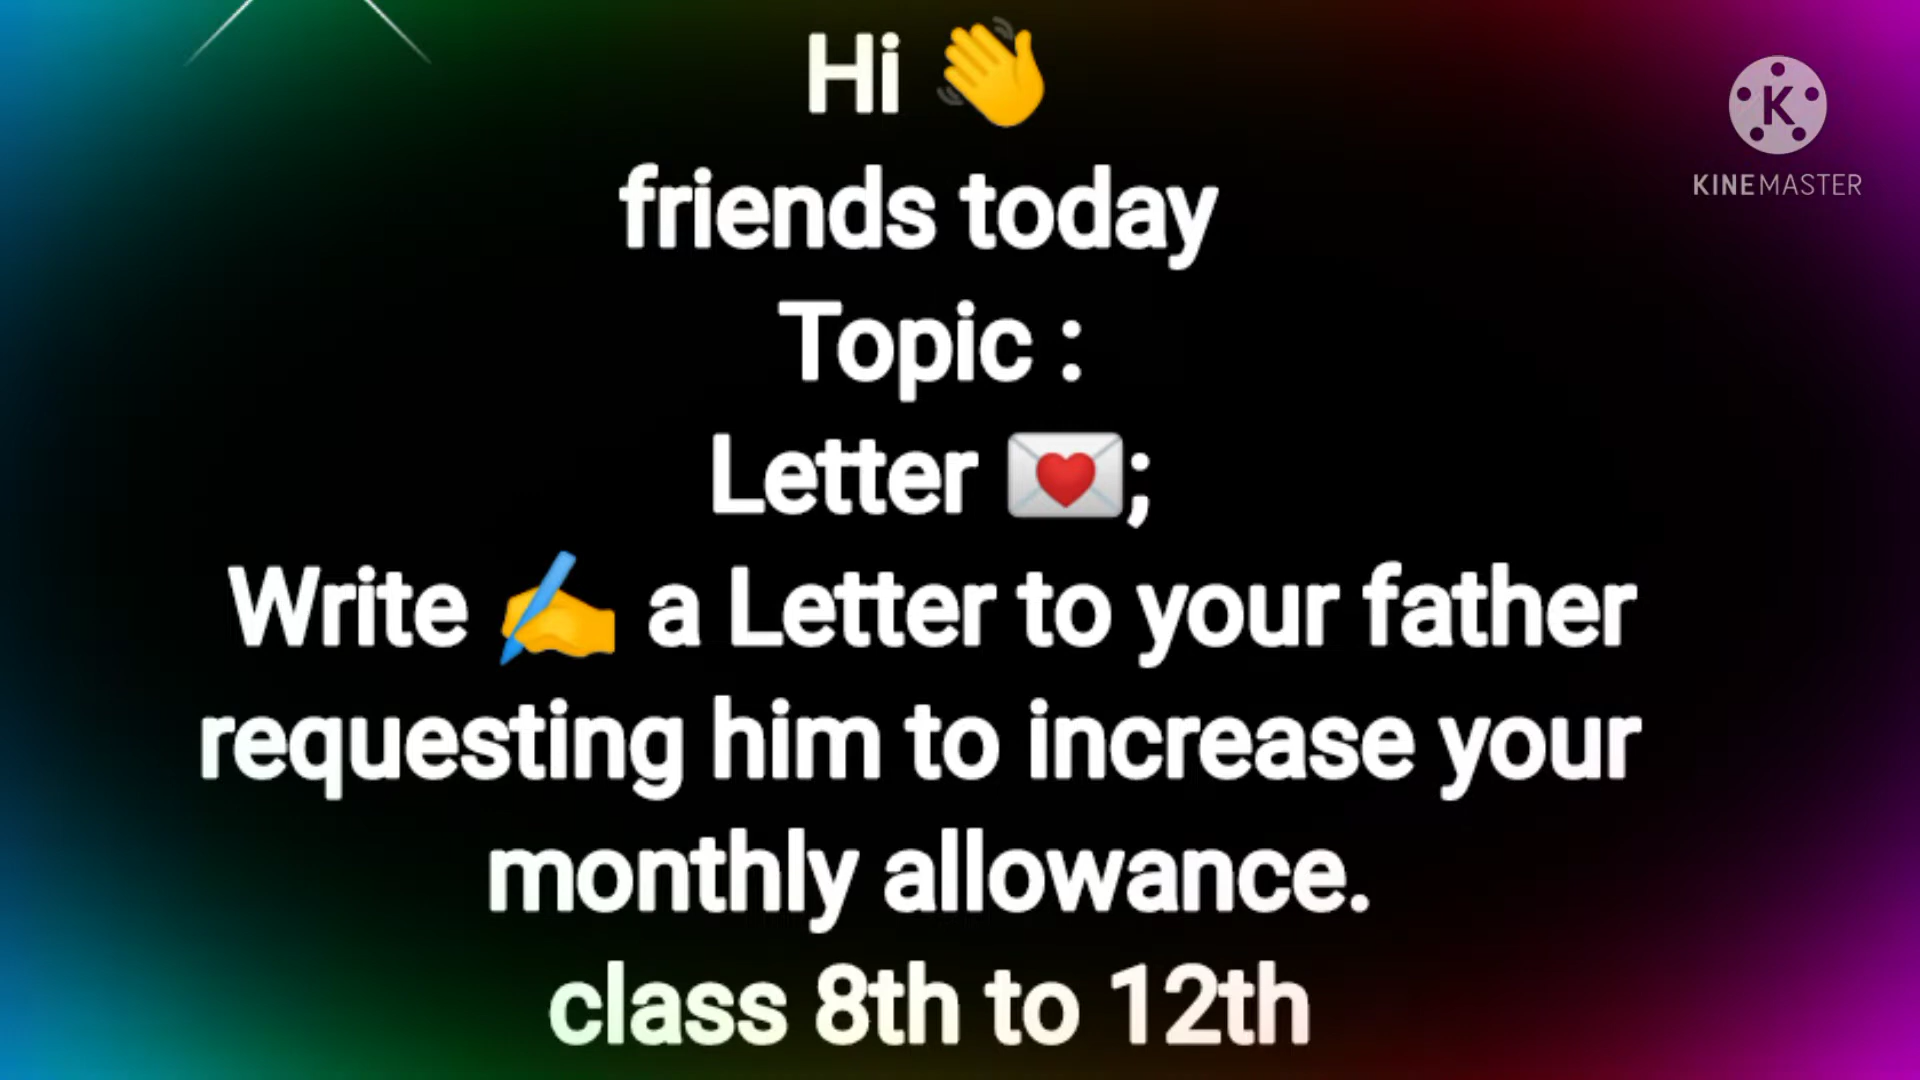 Hi 👋
friends today
Topic :
Letter 💌;
Write ✍ a Letter to your father
requesting him to increase your
monthly allowance.
class 8th to 12th
K
KINEMASTER